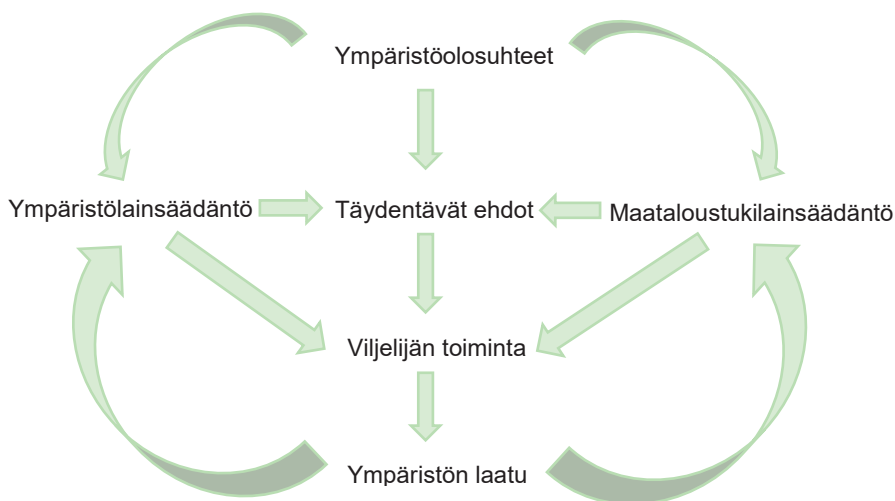 Ympäristöolosuhteet
Ympäristölainsäädäntö
Täydentävät ehdot
Maataloustukilainsäädäntö
Viljelijän toiminta
Ympäristön laatu